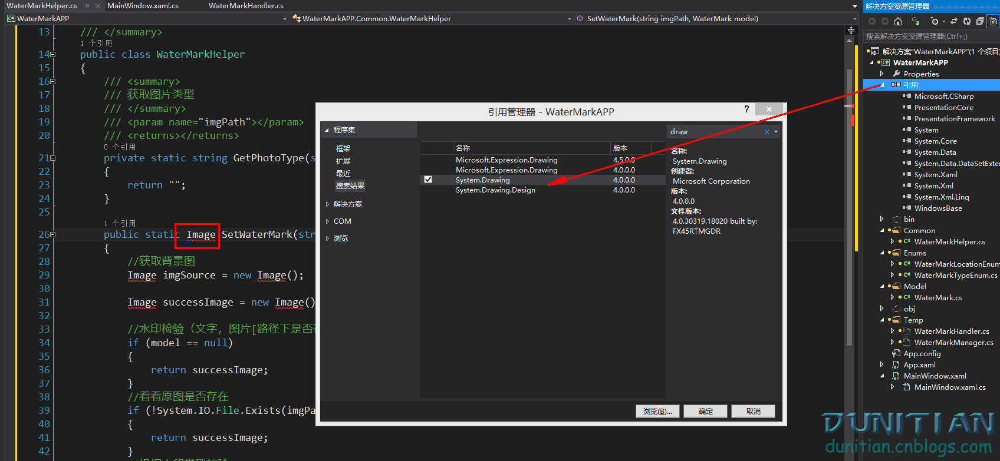 WaterMarkHelper.cs
MainWindow.xaml.cs
WaterMarkHandler.cs
C# WaterMarkAPP
WaterMarkAPP.Common.WaterMarkHelper
SetWaterMark(string imgPath, WaterMark model)
13 /// </summary>
1 个引用
14 public class WaterMarkHelper
15 {
16 /// <summary>
17 /// 获取图片类型
18 /// </summary>
19 /// <param name="imgPath"></param>
20 /// <returns></returns>
0 个引用
21 private static string GetPhotoType(s
22 {
23 return "";
24 }
25
1 个引用
26 public static Image SetWaterMark(str
27 {
28 //获取背景图
29 Image imgSource = new Image();
30
31 Image successImage = new Image()
32
33 //水印检验（文字，图片[路径下是否存
34 if (model == null)
35 {
36 return successImage;
37 }
38 //看看原图是否存在
39 if (!System.IO.File.Exists(imgPa
40 {
41 return successImage;
42 }
引用管理器 - WaterMarkAPP
?
程序集
框架
扩展
最近
搜索结果
解决方案
COM
浏览
名称 版本
Microsoft.Expression.Drawing 4.5.0.0
Microsoft.Expression.Drawing 4.0.0.0
System.Drawing 4.0.0.0
System.Drawing.Design 4.0.0.0
draw
名称:
System.Drawing
创建者:
Microsoft Corporation
版本:
4.0.0.0
文件版本:
4.0.30319.18020 built by:
FX45RTMGDR
浏览(B)...
确定
取消
解决方案资源管理器
搜索解决方案资源管理器(Ctrl+;)
解决方案"WaterMarkAPP"(1 个项目)
C# WaterMarkAPP
Properties
引用
Microsoft.CSharp
PresentationCore
PresentationFramework
System
System.Core
System.Data
System.Data.DataSetExter
System.Xaml
System.Xml
System.Xml.Linq
WindowsBase
bin
Common
C# WaterMarkHelper.cs
Enums
C# WaterMarkLocationEnum
C# WaterMarkTypeEnum.cs
Model
C# WaterMark.cs
obj
Temp
WaterMarkHandler.cs
WaterMarkManager.cs
App.config
App.xaml
MainWindow.xaml
MainWindow.xaml.cs
DUNITIAN
dunitian.cnblogs.com